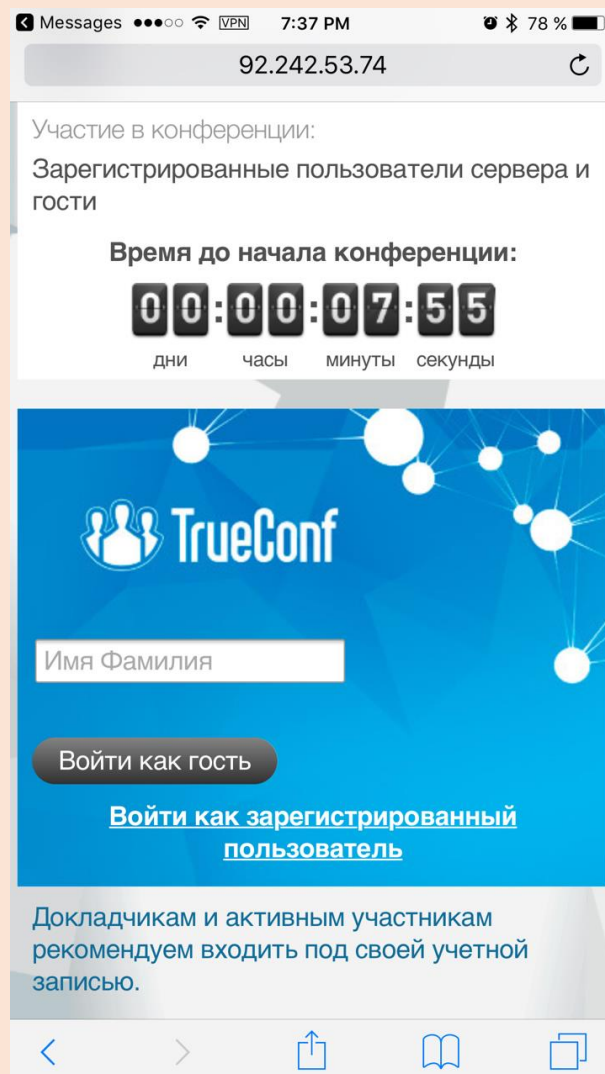 Messages VPN 7:37 PM 78 %
92.242.53.74
Участие в конференции:
Зарегистрированные пользователи сервера и
гости
Время до начала конференции:
00:00:07:55
дни часы минуты секунды
TrueConf
Имя Фамилия
Войти как гость
Войти как зарегистрированный
пользователь
Докладчикам и активным участникам
рекомендуем входить под своей учетной
записью.